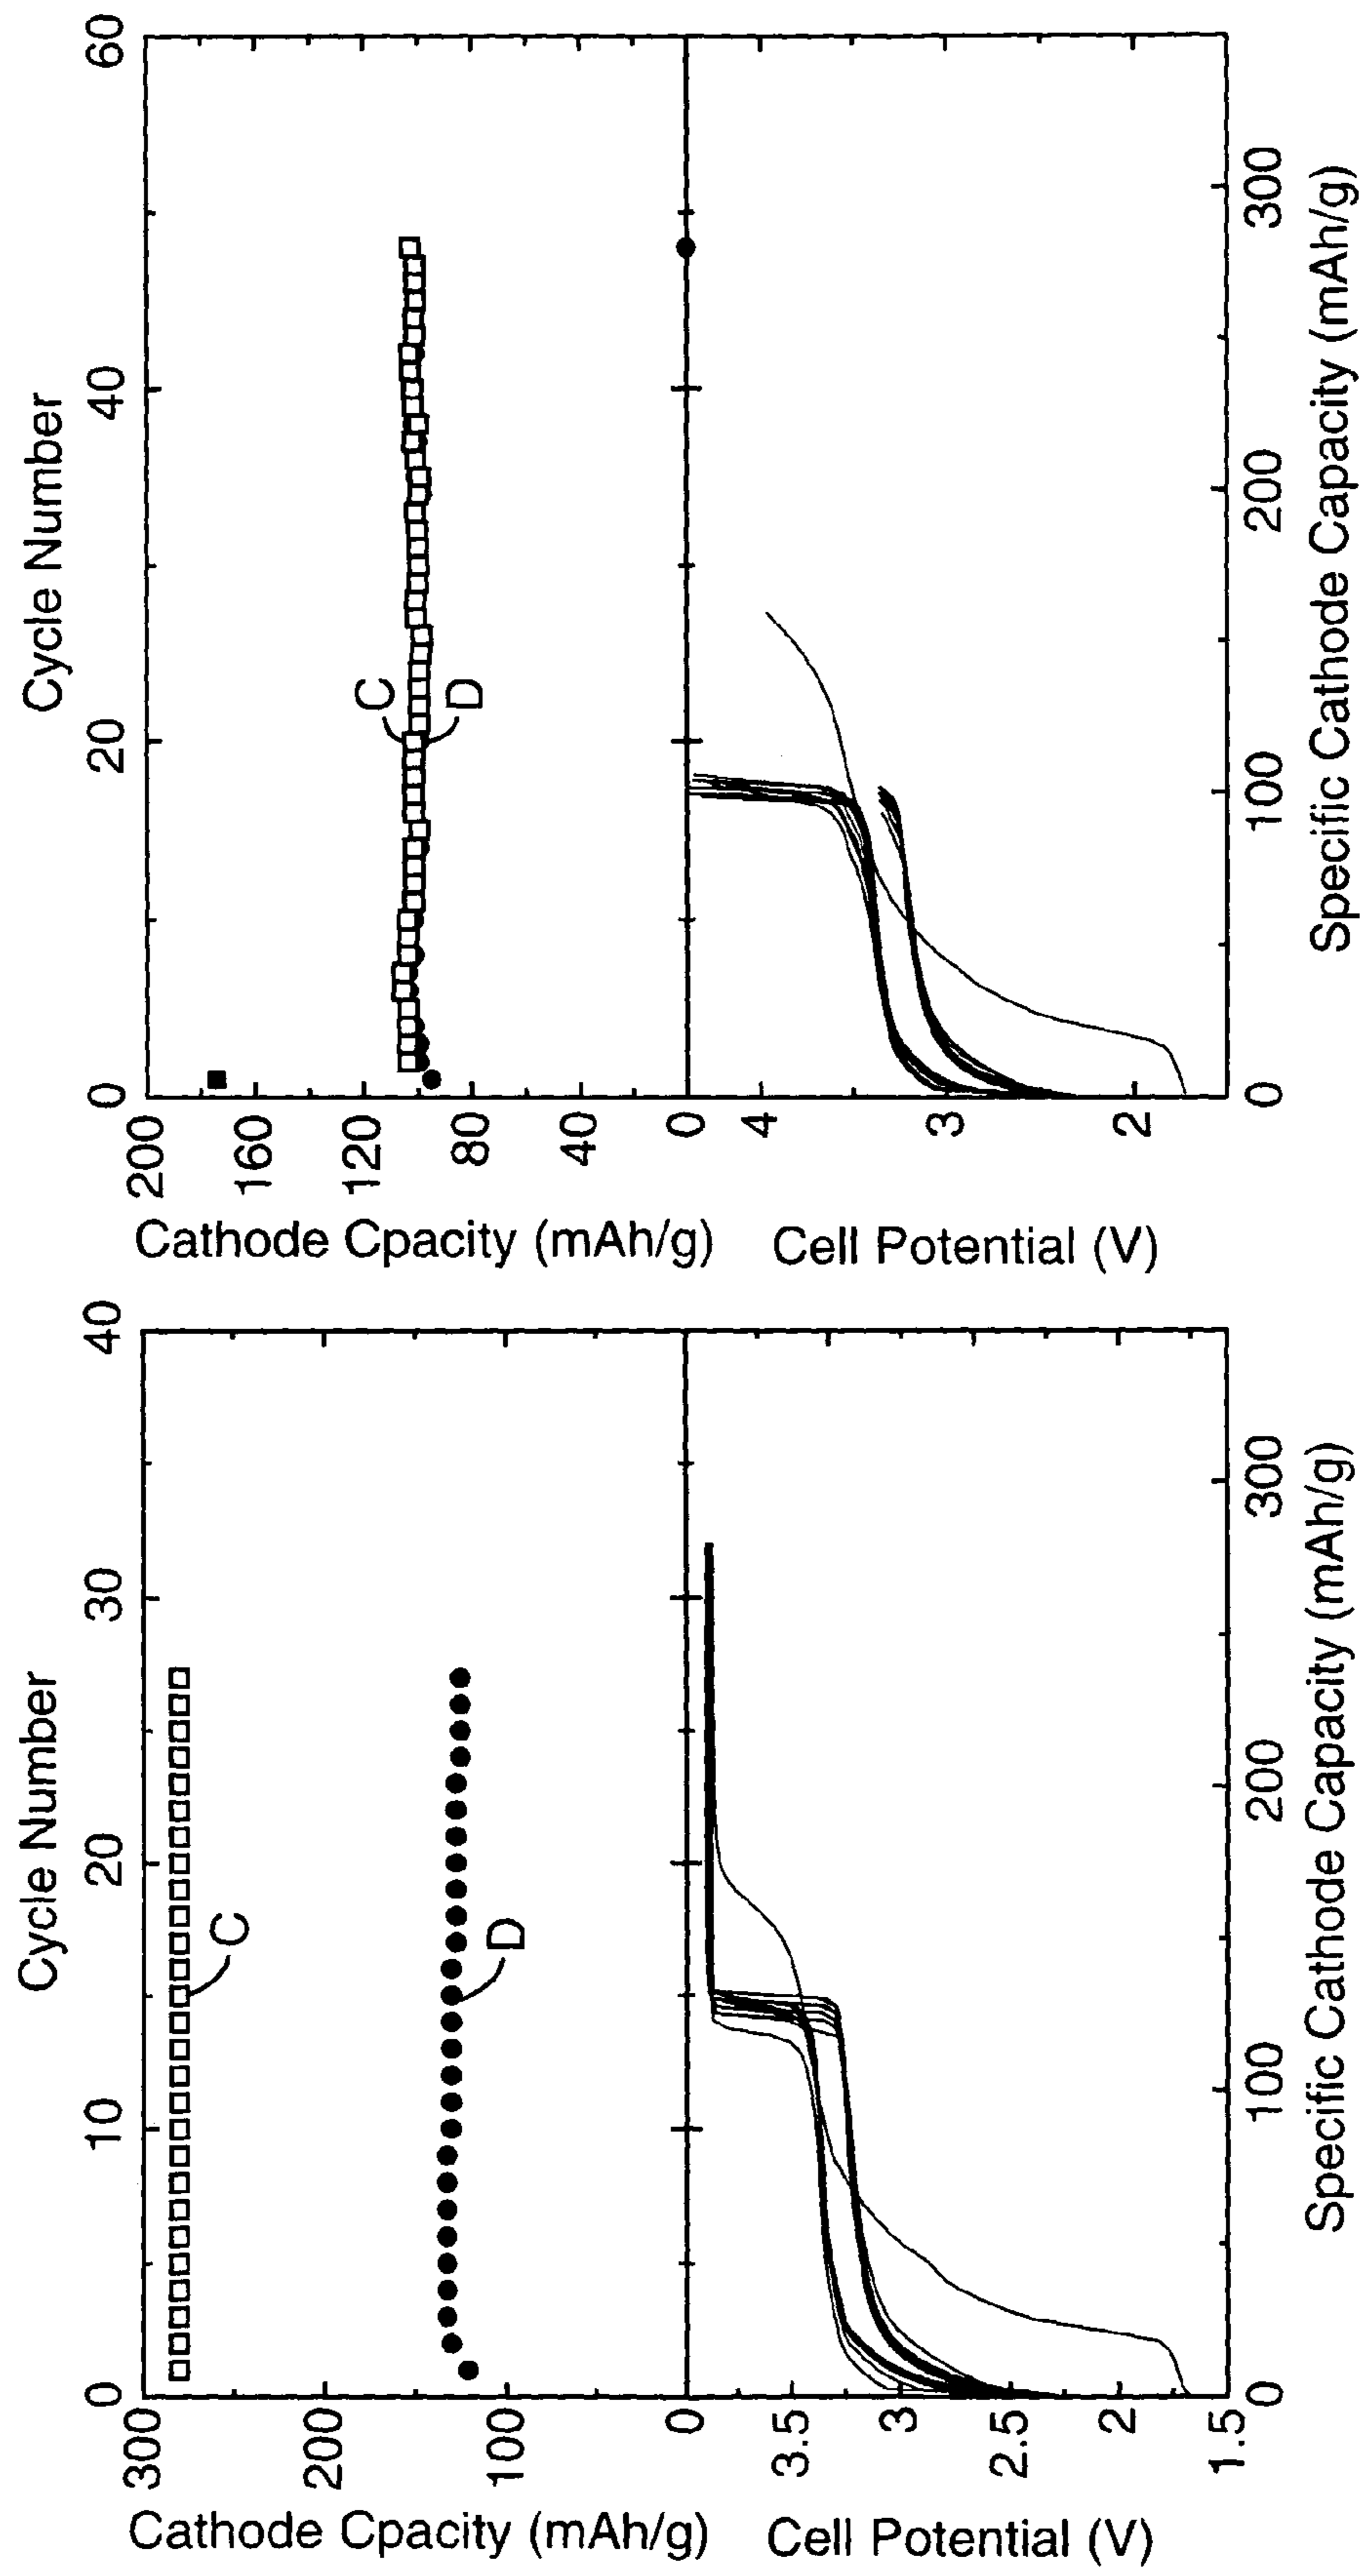 Cycle Number
0
10
20
30
40
300
200
100
0
Cathode Cpacity (mAh/g)
C
D
3.5
3
2.5
2
1.5
Cell Potential (V)
0
100
200
300
Specific Cathode Capacity (mAh/g)
Cycle Number
0
20
40
60
200
160
120
80
40
0
Cathode Cpacity (mAh/g)
C
D
4
3
2
Cell Potential (V)
0
100
200
300
Specific Cathode Capacity (mAh/g)